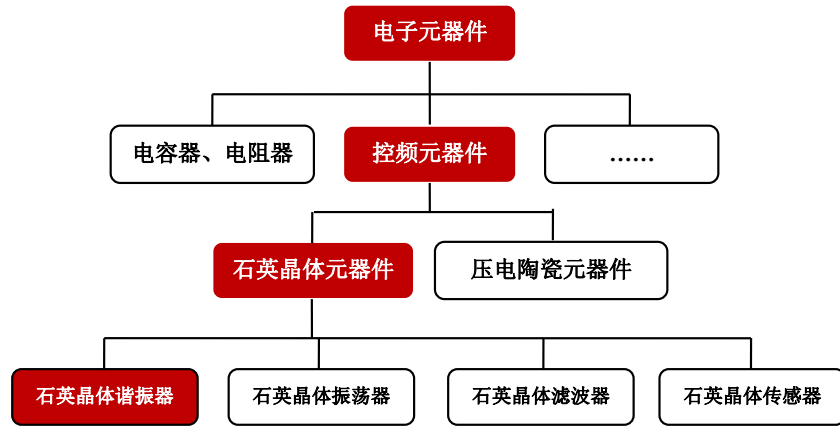 电子元器件
电容器、电阻器
控频元器件
……
石英晶体元器件
压电陶瓷元器件
石英晶体谐振器
石英晶体振荡器
石英晶体滤波器
石英晶体传感器